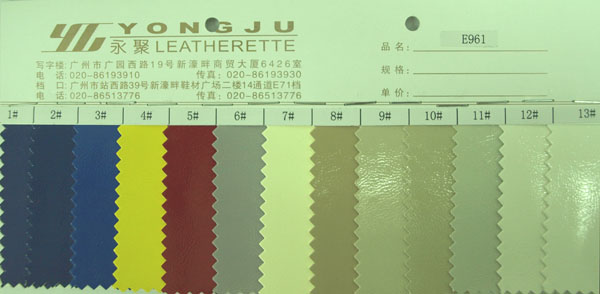 YONGJU
永聚 LEATHERETTE
写字楼: 广州市广园西路19号新濠畔商贸大厦6426室
电 话: 020-86193910 传真: 020-86193930
档 口: 广州市站西路39号新濠畔鞋材广场二楼14通道E71档
电 话: 020-86513776 传真: 020-86513776
品名: E961
规格:
单价:
1# 2# 3# 4# 5# 6# 7# 8# 9# 10# 11# 12# 13#